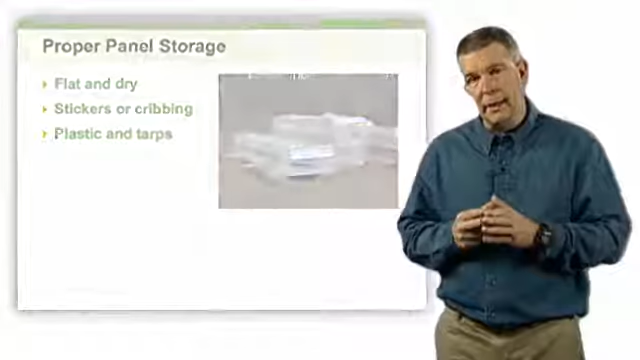 Proper Panel Storage
Flat and dry
Stickers or cribbing
Plastic and tarps